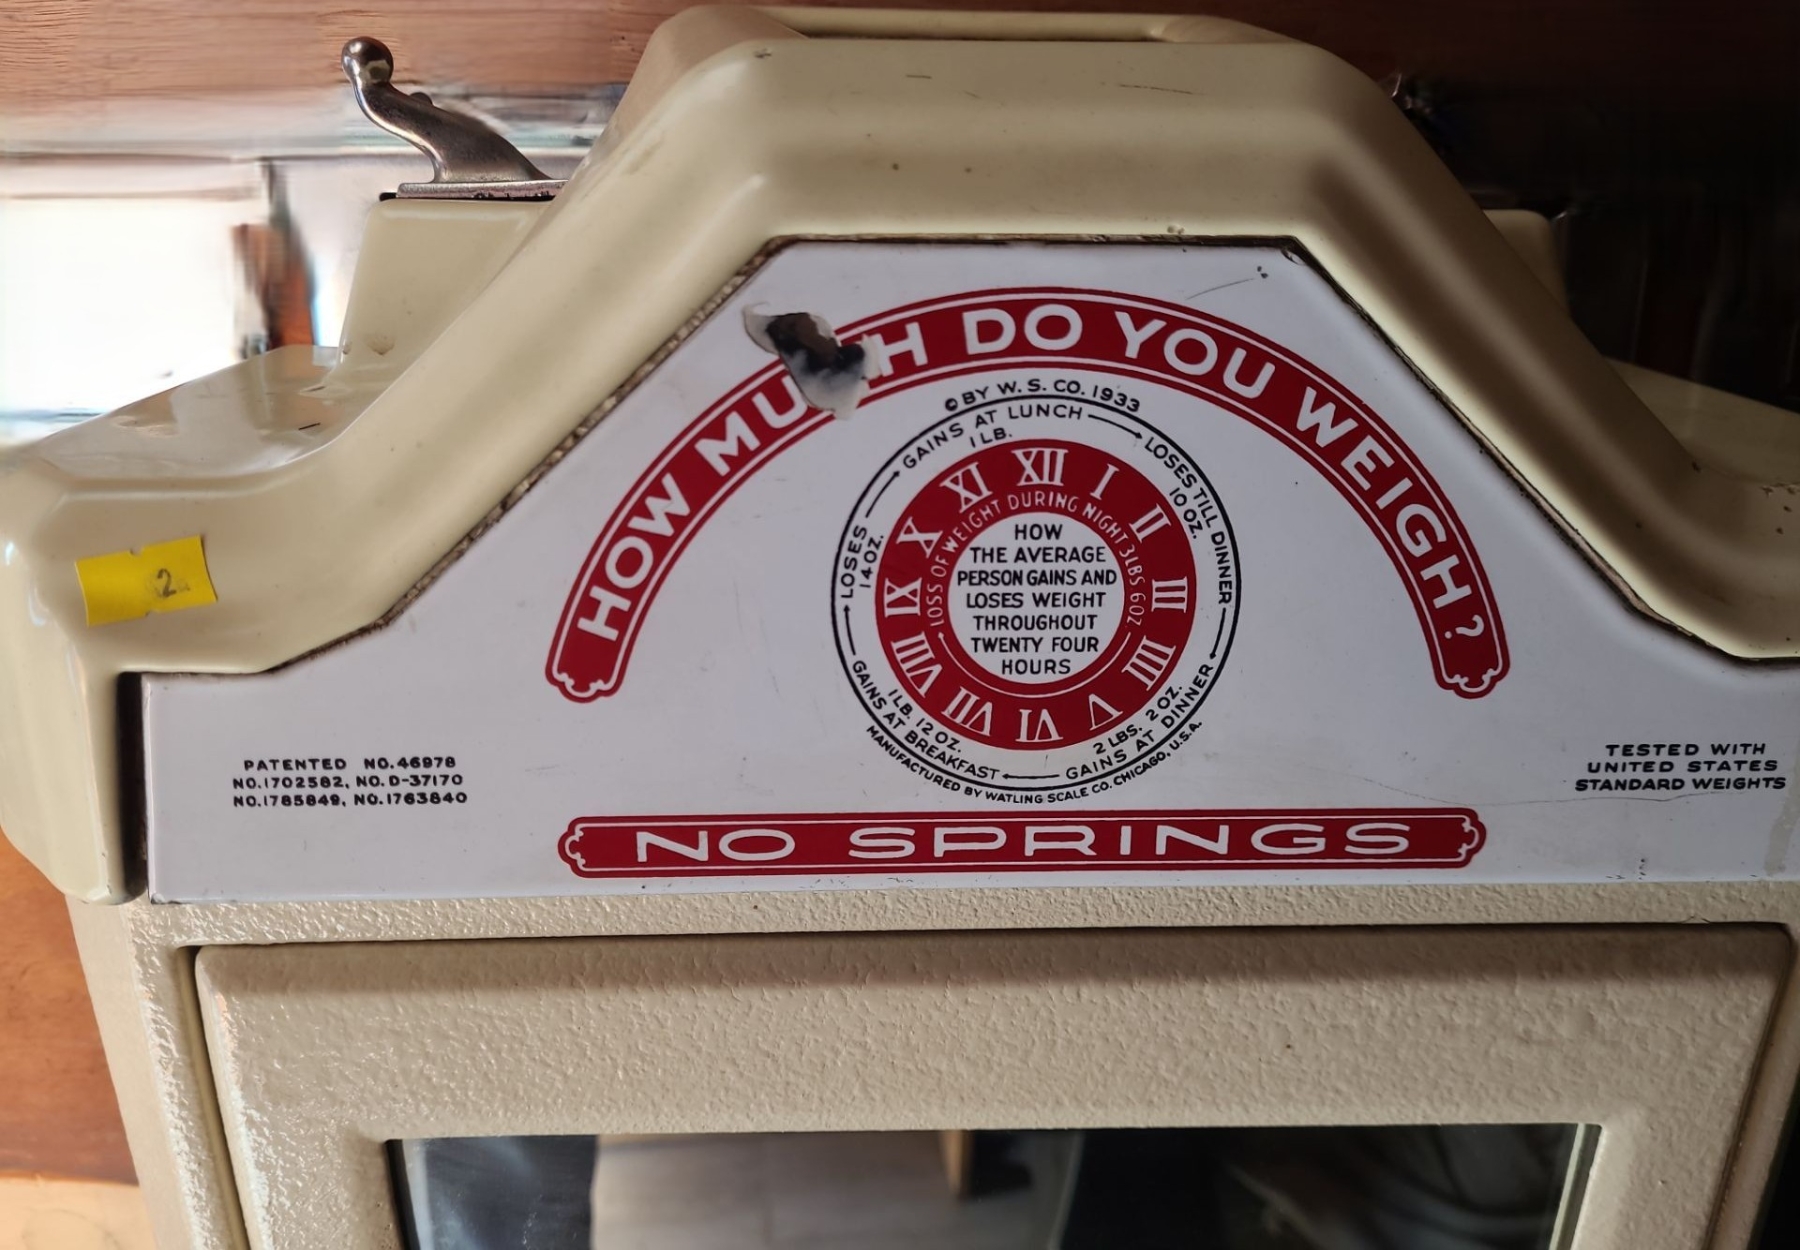 HOW MUCH DO YOU WEIGH?
© BY W. S. CO. 1933
GAINS AT LUNCH
1 LB.
LOSES TILL DINNER
10 OZ.
GAINS AT DINNER
2 LBS. 2 OZ.
GAINS AT BREAKFAST
1 LB. 12 OZ.
LOSES
14 OZ.
XII I II III IIII V VI VII VIII IX X XI
LOSS OF WEIGHT DURING NIGHT 3 LBS 6 OZ
HOW
THE AVERAGE
PERSON GAINS AND
LOSES WEIGHT
THROUGHOUT
TWENTY FOUR
HOURS
MANUFACTURED BY WATLING SCALE CO. CHICAGO, U.S.A.
2
PATENTED NO. 46978
NO. 1702582, NO. D-37170
NO. 1785849, NO. 1763840
TESTED WITH
UNITED STATES
STANDARD WEIGHTS
NO SPRINGS